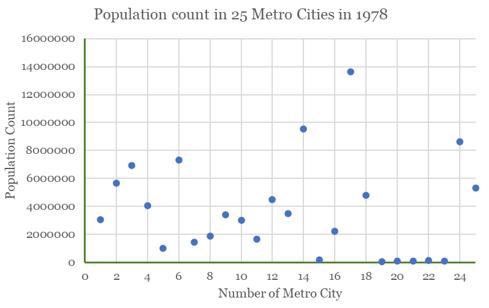 Population count in 25 Metro Cities in 1978
16000000
14000000
12000000
10000000
8000000
6000000
4000000
2000000
0
0 2 4 6 8 10 12 14 16 18 20 22 24
Population Count
Number of Metro City